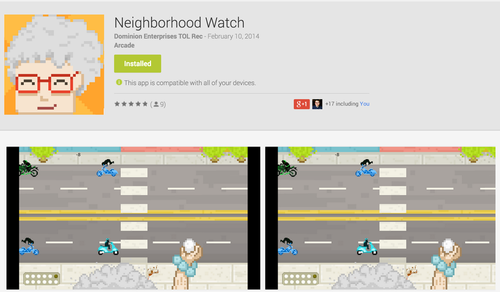 Neighborhood Watch
Dominion Enterprises TDL Rec - February 10, 2014
Arcade
Installed
This app is compatible with all of your devices.
( 9)
g+1 +17 including You